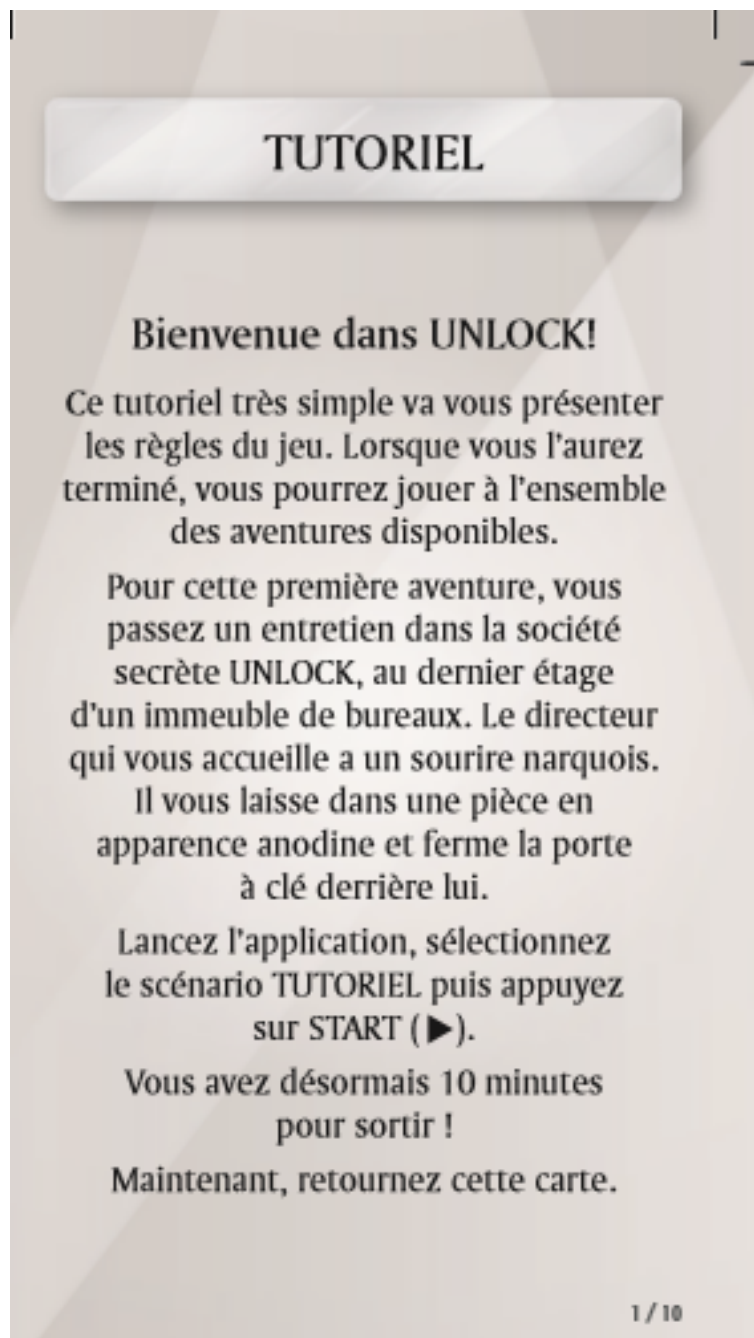 TUTORIEL
Bienvenue dans UNLOCK!
Ce tutoriel très simple va vous présenter
les règles du jeu. Lorsque vous l'aurez
terminé, vous pourrez jouer à l'ensemble
des aventures disponibles.
Pour cette première aventure, vous
passez un entretien dans la société
secrète UNLOCK, au dernier étage
d'un immeuble de bureaux. Le directeur
qui vous accueille a un sourire narquois.
Il vous laisse dans une pièce en
apparence anodine et ferme la porte
à clé derrière lui.
Lancez l'application, sélectionnez
le scénario TUTORIEL puis appuyez
sur START (▶).
Vous avez désormais 10 minutes
pour sortir !
Maintenant, retournez cette carte.
1 / 10